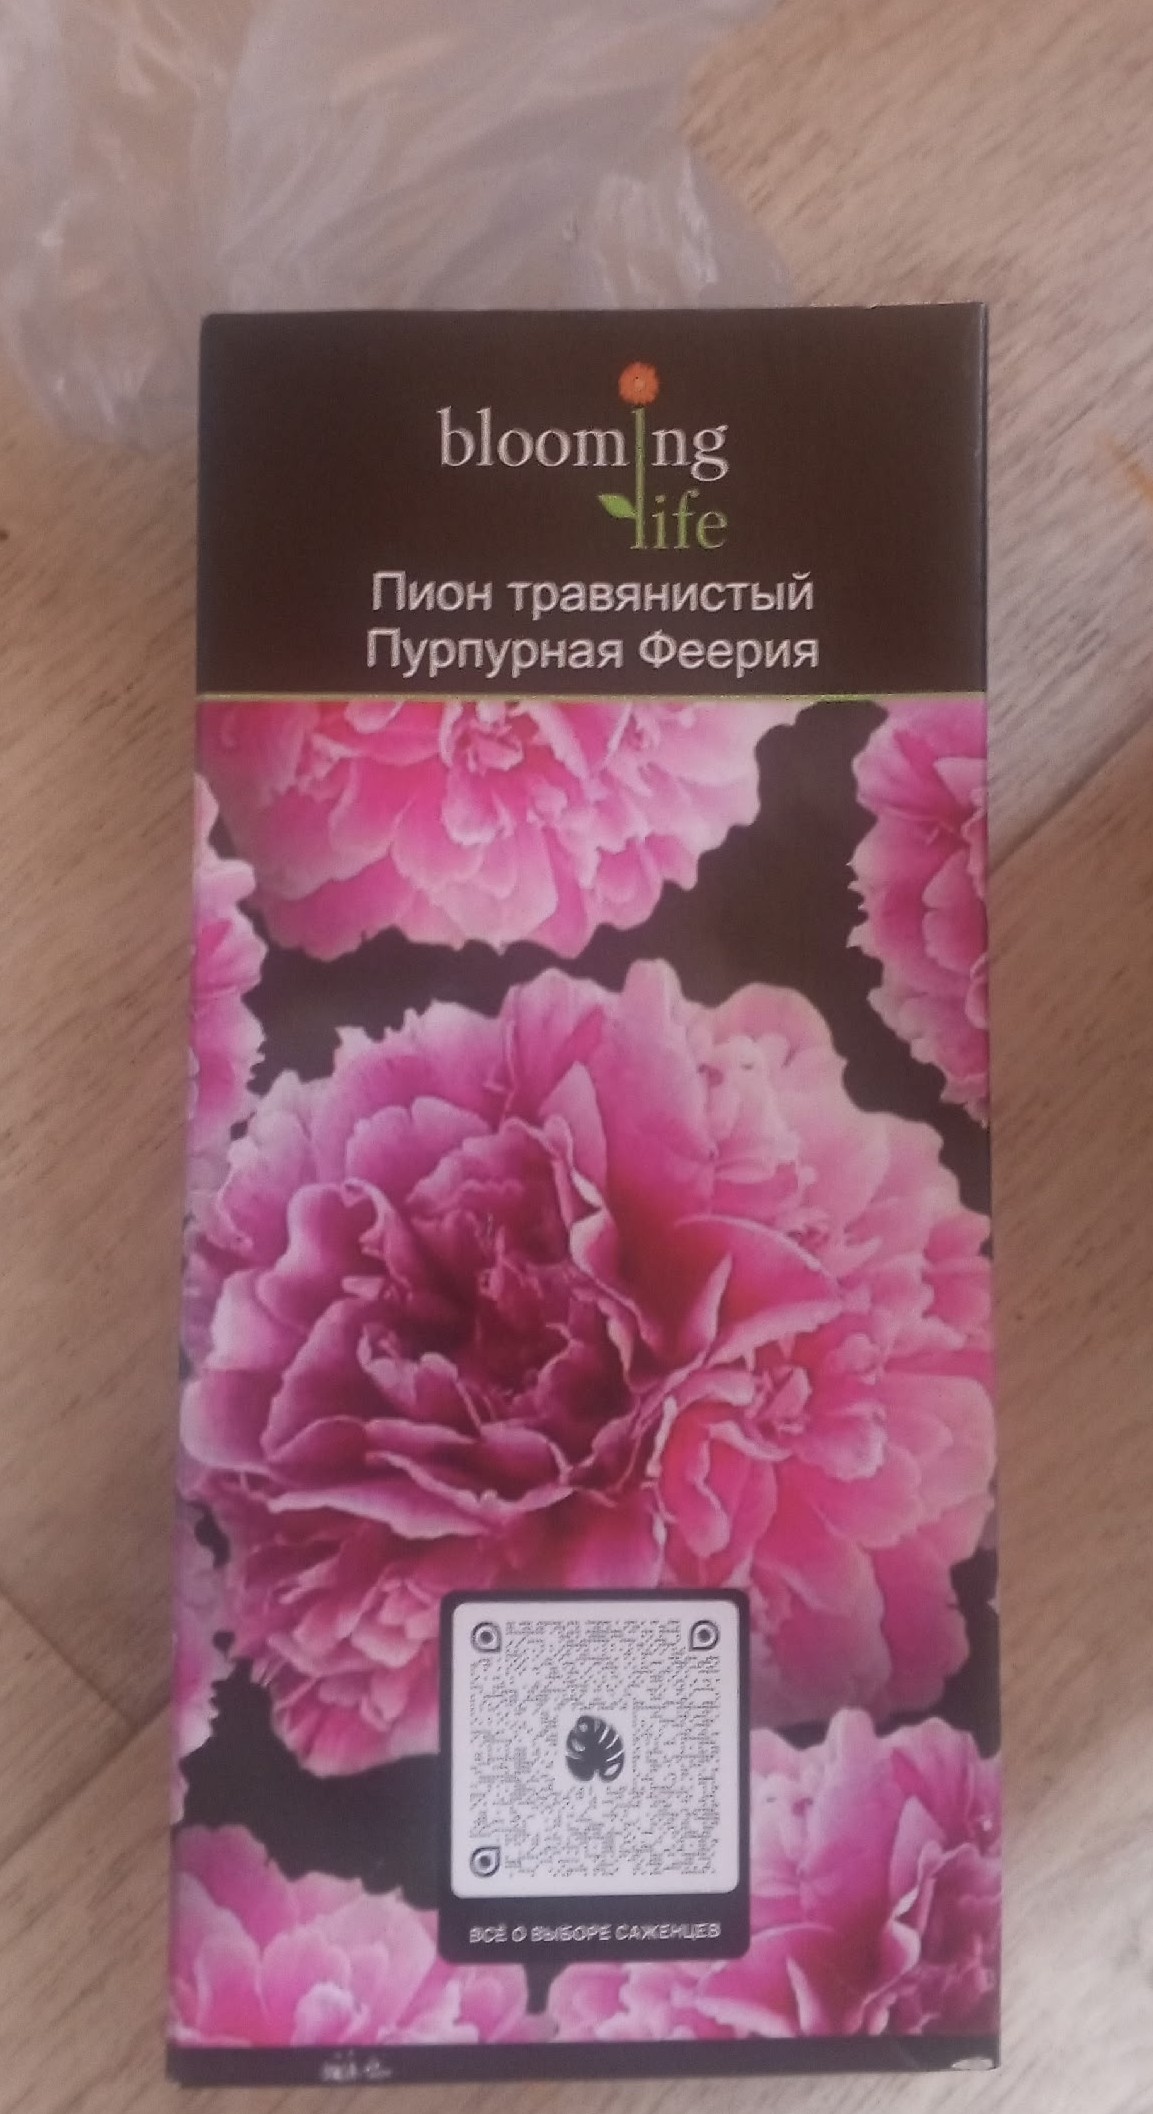 blooming
life
Пион травянистый
Пурпурная Феерия
ВСЁ О ВЫБОРЕ САЖЕНЦЕВ